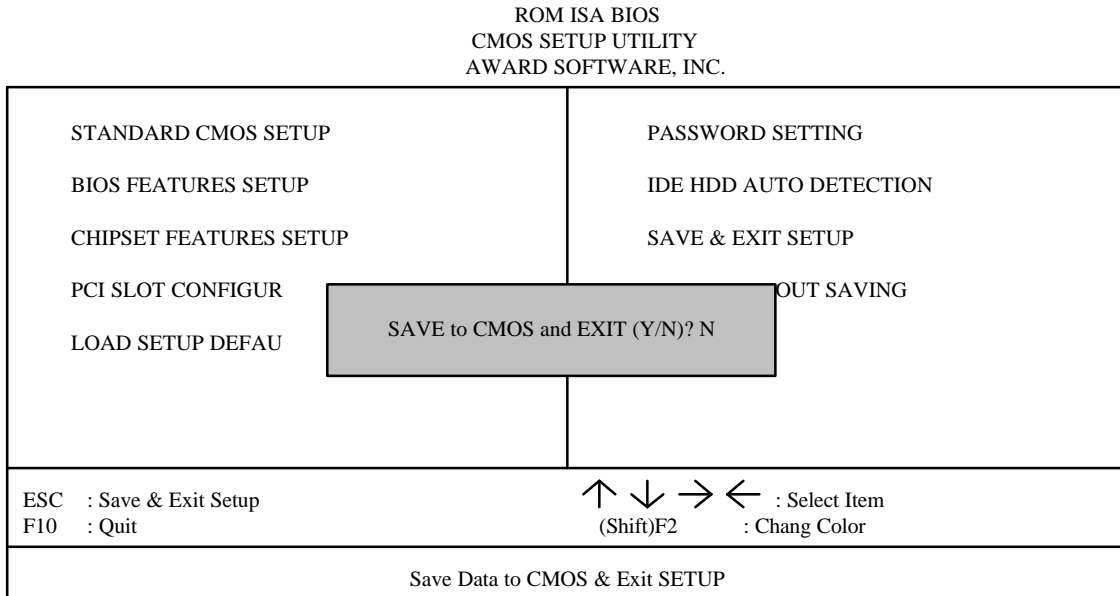 ROM ISA BIOS
CMOS SETUP UTILITY
AWARD SOFTWARE, INC.
STANDARD CMOS SETUP
BIOS FEATURES SETUP
CHIPSET FEATURES SETUP
PCI SLOT CONFIGUR
LOAD SETUP DEFAU
PASSWORD SETTING
IDE HDD AUTO DETECTION
SAVE & EXIT SETUP
OUT SAVING
SAVE to CMOS and EXIT (Y/N)? N
ESC : Save & Exit Setup
F10 : Quit
↑ ↓ → ← : Select Item
(Shift)F2 : Chang Color
Save Data to CMOS & Exit SETUP